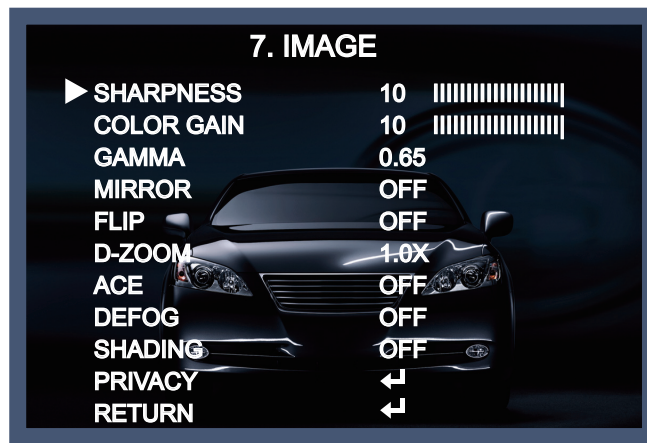 7. IMAGE
SHARPNESS 10
COLOR GAIN 10
GAMMA 0.65
MIRROR OFF
FLIP OFF
D-ZOOM 1.0X
ACE OFF
DEFOG OFF
SHADING OFF
PRIVACY ↵
RETURN ↵